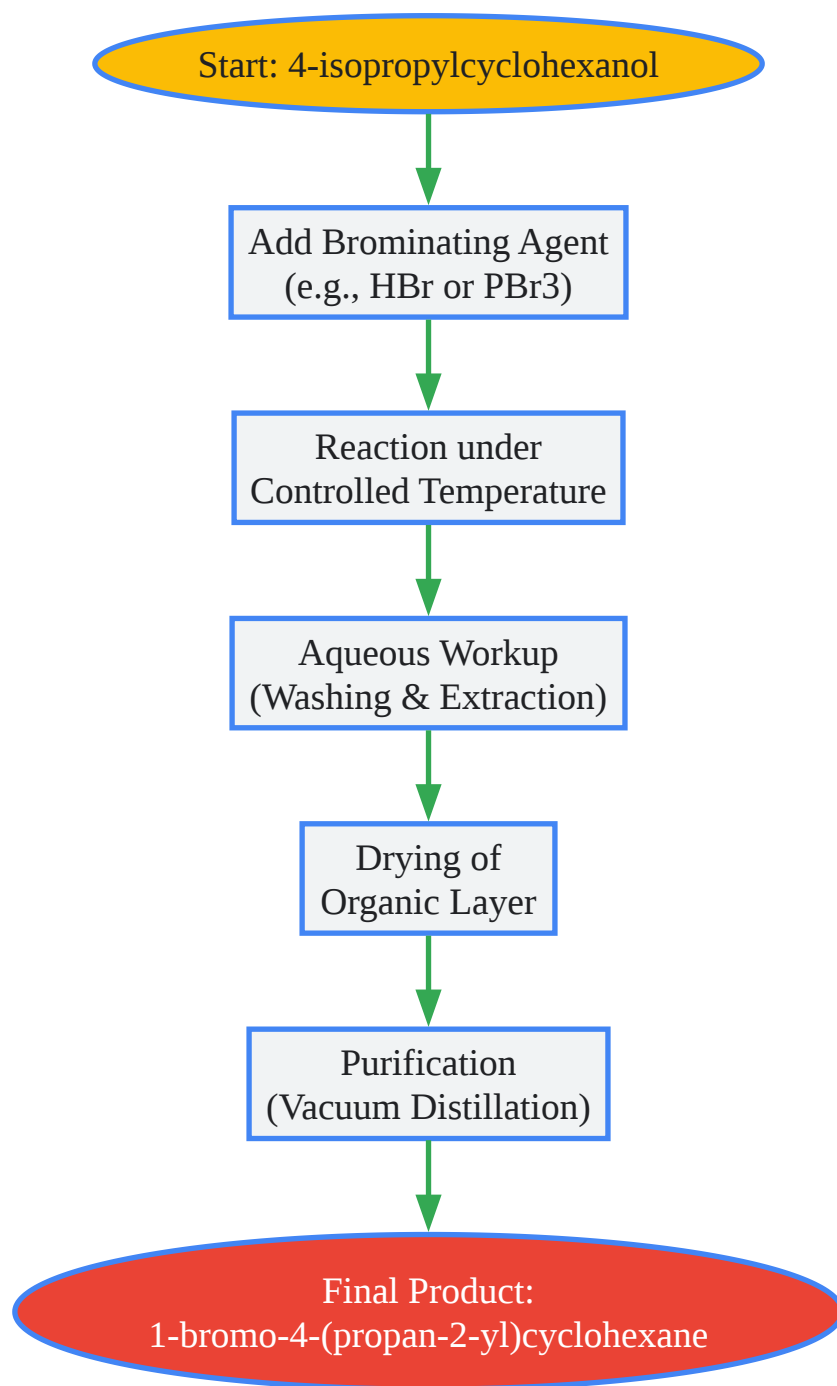 Start: 4-isopropylcyclohexanol
Add Brominating Agent
(e.g., HBr or PBr3)
Reaction under
Controlled Temperature
Aqueous Workup
(Washing & Extraction)
Drying of
Organic Layer
Purification
(Vacuum Distillation)
Final Product:
1-bromo-4-(propan-2-yl)cyclohexane